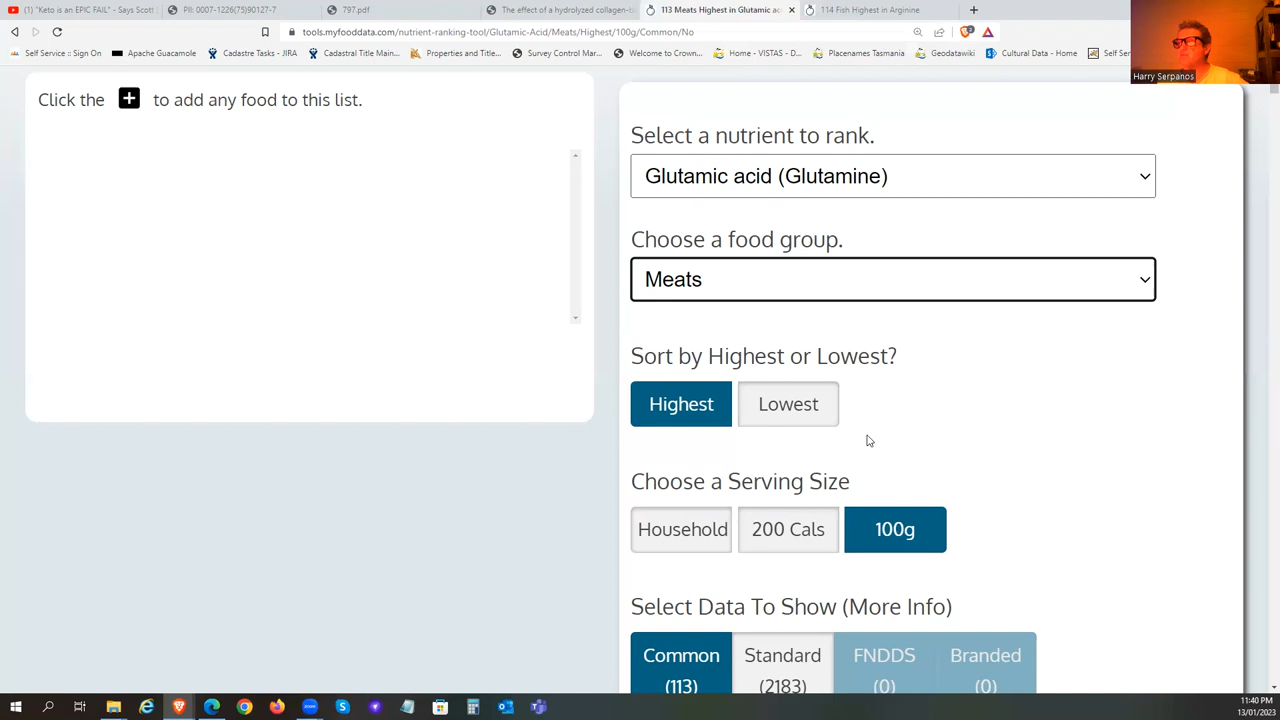 (1) "Keto is an EPIC FAIL" - Says Scott
PII: 0007-1226(75)90127-7
797.pdf
The effect of a hydrolyzed collagen-b
113 Meats Highest in Glutamic ac
114 Fish Highest in Arginine
tools.myfooddata.com/nutrient-ranking-tool/Glutamic-Acid/Meats/Highest/100g/Common/No
Self Service :: Sign On
Apache Guacamole
Cadastre Tasks - JIRA
Cadastral Title Main...
Properties and Title...
Survey Control Mar...
Welcome to Crown...
Home - VISTAS - D...
Placenames Tasmania
Geodatawiki
Cultural Data - Home
Self Ser
Harry Serpanos
Click the + to add any food to this list.
Select a nutrient to rank.
Glutamic acid (Glutamine)
Choose a food group.
Meats
Sort by Highest or Lowest?
Highest
Lowest
Choose a Serving Size
Household
200 Cals
100g
Select Data To Show (More Info)
Common
(113)
Standard
(2183)
FNDDS
(0)
Branded
(0)
11:40 PM
13/01/2023